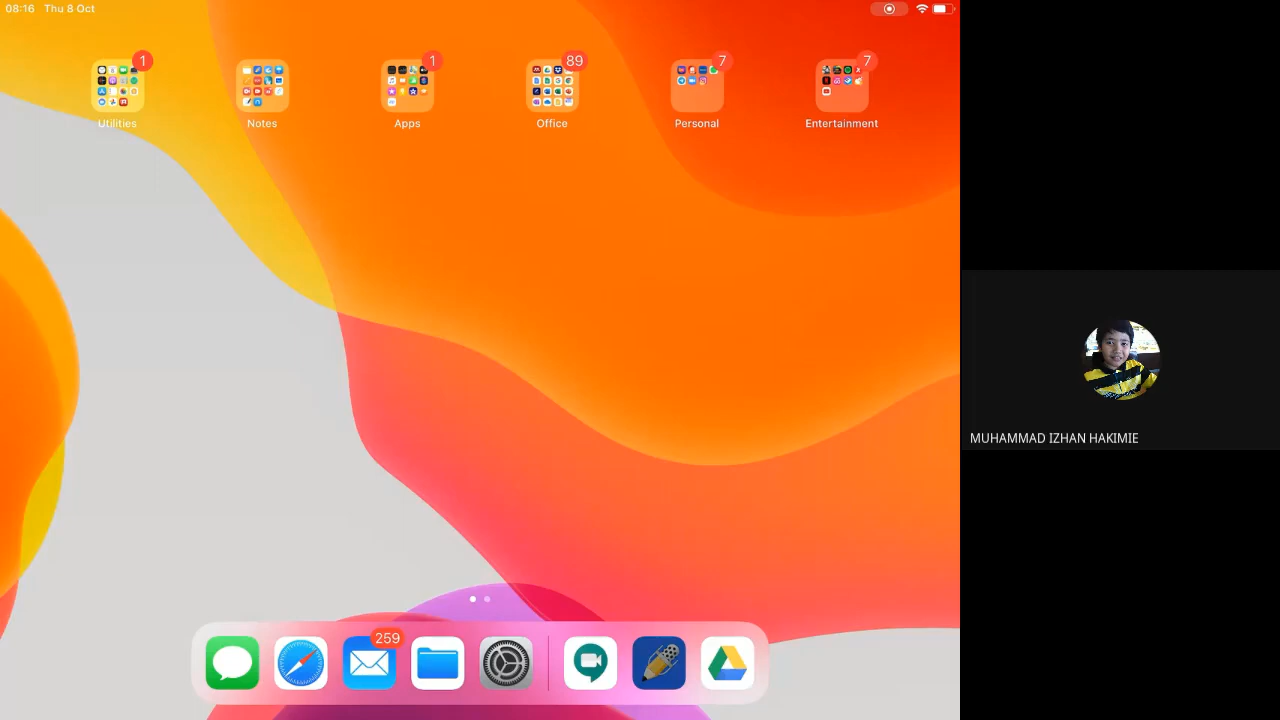 08:16 Thu 8 Oct
1
1
89
7
7
Utilities
Notes
Apps
Office
Personal
Entertainment
MUHAMMAD IZHAN HAKIMIE
259